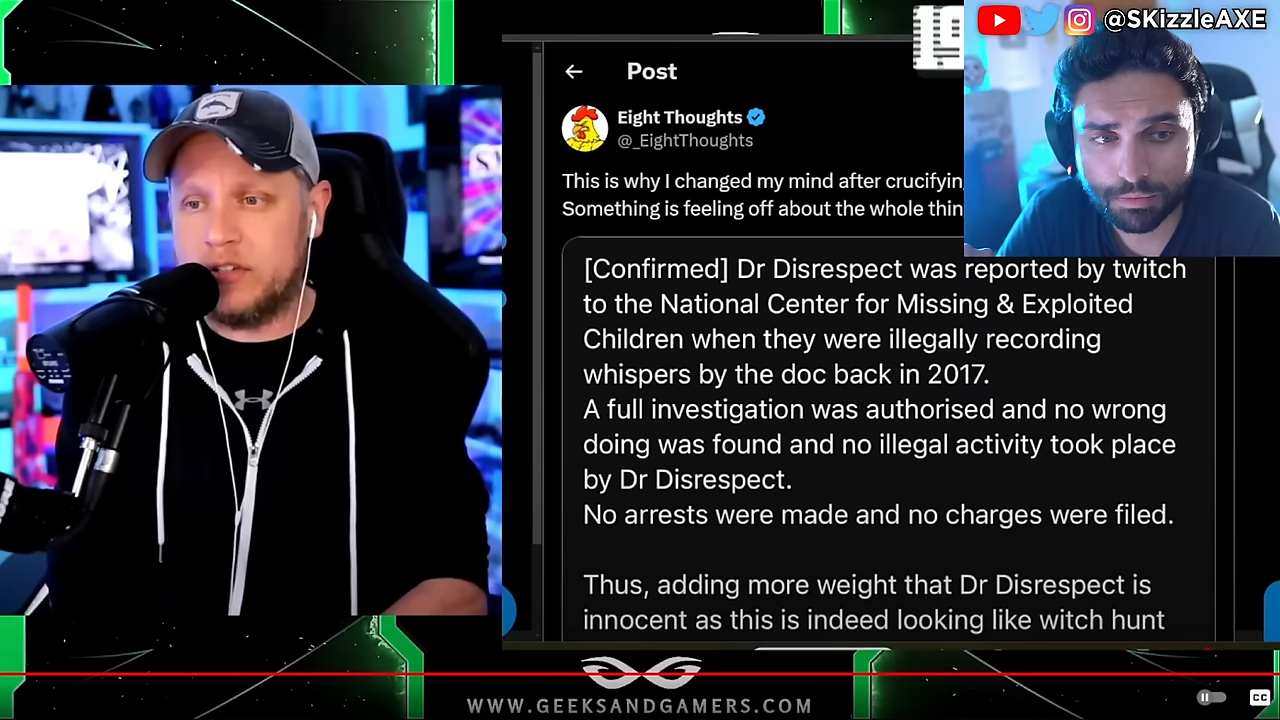 @SKizzleAXE
Post
Eight Thoughts
@_EightThoughts
This is why I changed my mind after crucifyin
Something is feeling off about the whole thin
[Confirmed] Dr Disrespect was reported by twitch
to the National Center for Missing & Exploited
Children when they were illegally recording
whispers by the doc back in 2017.
A full investigation was authorised and no wrong
doing was found and no illegal activity took place
by Dr Disrespect.
No arrests were made and no charges were filed.
Thus, adding more weight that Dr Disrespect is
innocent as this is indeed looking like witch hunt
WWW.GEEKSANDGAMERS.COM
CC